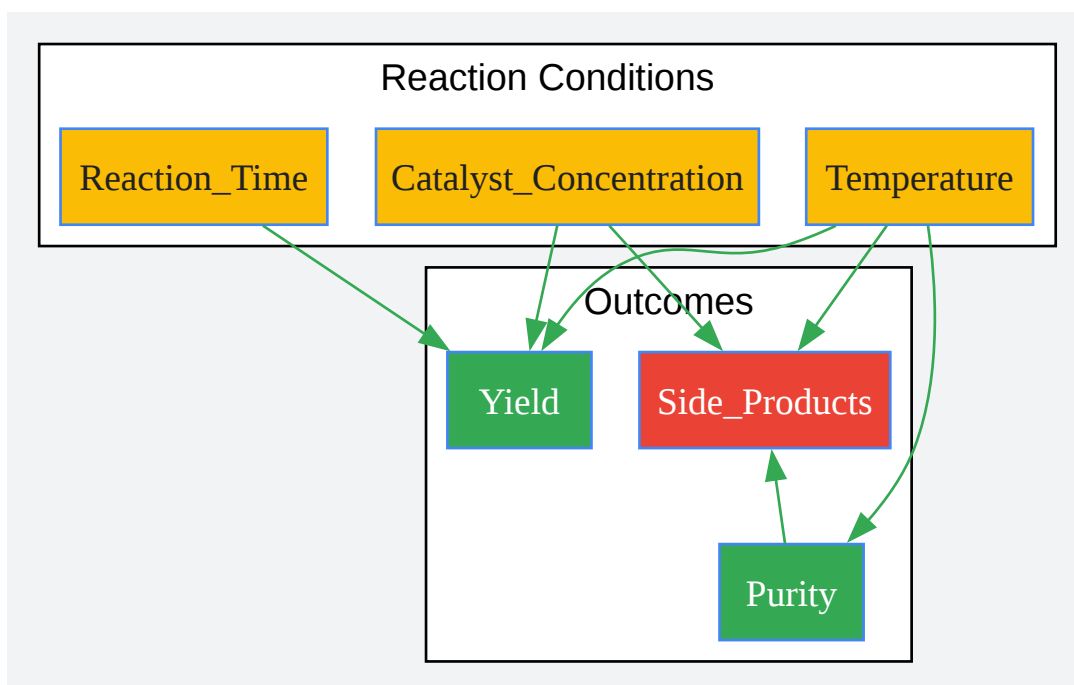 Reaction Conditions
Reaction_Time
Catalyst_Concentration
Temperature
Outcomes
Yield
Side_Products
Purity